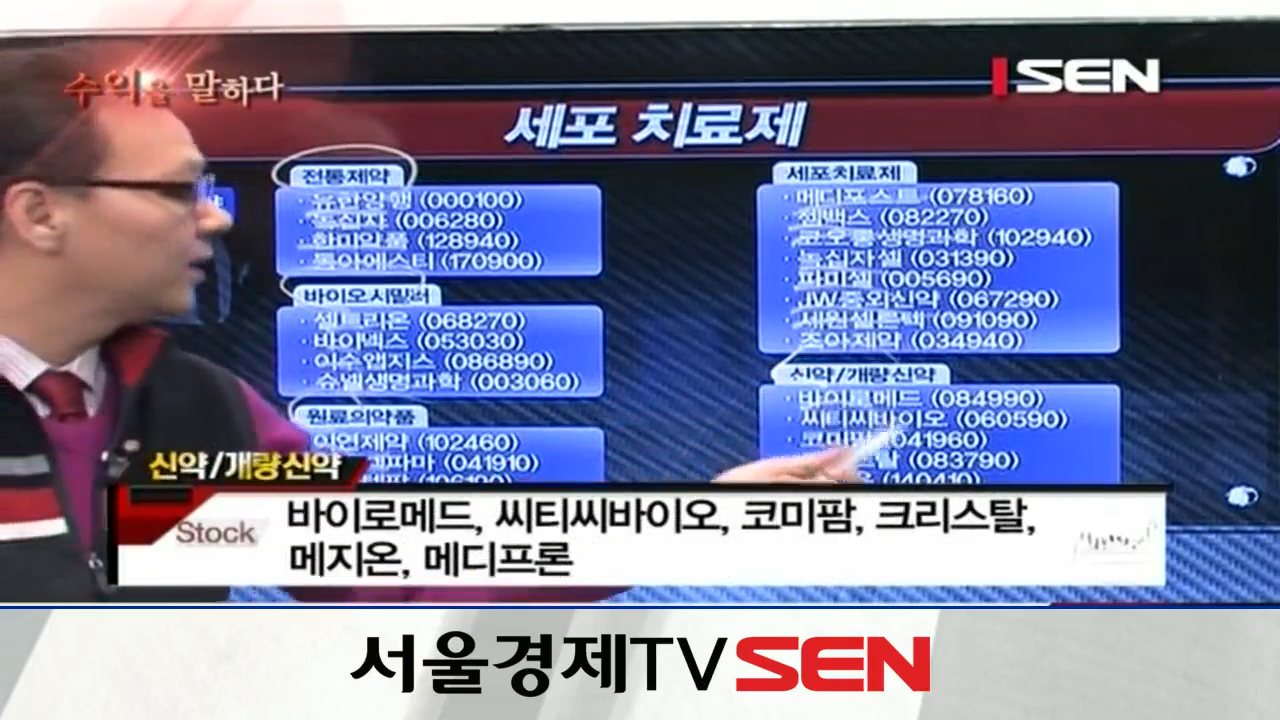 수익을 말하다
SEN
세포 치료제
전통제약
· 유한양행 (000100)
· 녹십자 (006280)
· 한미약품 (128940)
· 동아에스티 (170900)
바이오시밀러
· 셀트리온 (068270)
· 바이넥스 (053030)
· 이수앱지스 (086890)
· 슈넬생명과학 (003060)
원료의약품
이연제약 (102460)
파마 (041910)
세포치료제
· 메디포스트 (078160)
· 젬백스 (082270)
· 코오롱생명과학 (102940)
· 녹십자셀 (031390)
· 파미셀 (005690)
· JW중외신약 (067290)
· 세원셀론텍 (091090)
· 조아제약 (034940)
신약/개량신약
· 바이로메드 (084990)
· 씨티씨바이오 (060590)
· 코미팜 (041960)
(083790)
(140410)
신약/개량신약
Stock
바이로메드, 씨티씨바이오, 코미팜, 크리스탈,
메지온, 메디프론
서울경제TV SEN